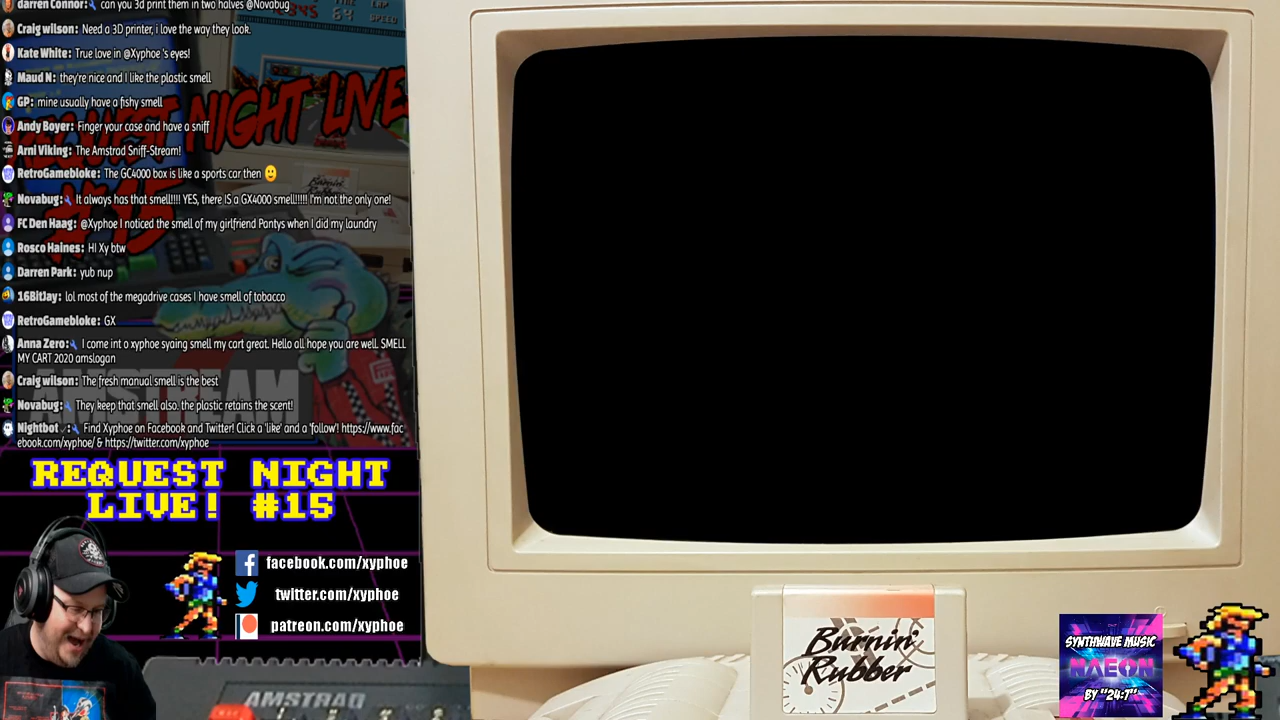 darren Connor: can you 3d print them in two halves @Novabug
Craig wilson: Need a 3D printer, i love the way they look.
Kate White: True love in @Xyphoe 's eyes!
Maud N: they're nice and I like the plastic smell
GP: mine usually have a fishy smell
Andy Boyer: Finger your case and have a sniff
Arni Viking: The Amstrad Sniff-Stream!
RetroGamebloke: The GC4000 box is like a sports car then 🙂
Novabug: It always has that smell!!!! YES, there IS a GX4000 smell!!!!! I'm not the only one!
FC Den Haag: @Xyphoe I noticed the smell of my girlfriend Pantys when I did my laundry
Rosco Haines: HI Xy btw
Darren Park: yub nup
16BitJay: lol most of the megadrive cases I have smell of tobacco
RetroGamebloke: GX
Anna Zero: I come int o xyphoe syaing smell my cart great. Hello all hope you are well. SMELL
MY CART 2020 amslogan
Craig wilson: The fresh manual smell is the best
Novabug: They keep that smell also. the plastic retains the scent!
Nightbot: Find Xyphoe on Facebook and Twitter! Click a 'like' and a 'follow'! https://www.fac
ebook.com/xyphoe/ & https://twitter.com/xyphoe
REQUEST NIGHT LIVE
#15
AMSTREAM
64
SPEED
REQUEST NIGHT
LIVE! #15
facebook.com/xyphoe
twitter.com/xyphoe
patreon.com/xyphoe
AMSTRAD
Burnin'
Rubber
SYNTHWAVE MUSIC
HAEON
BY "24:7"